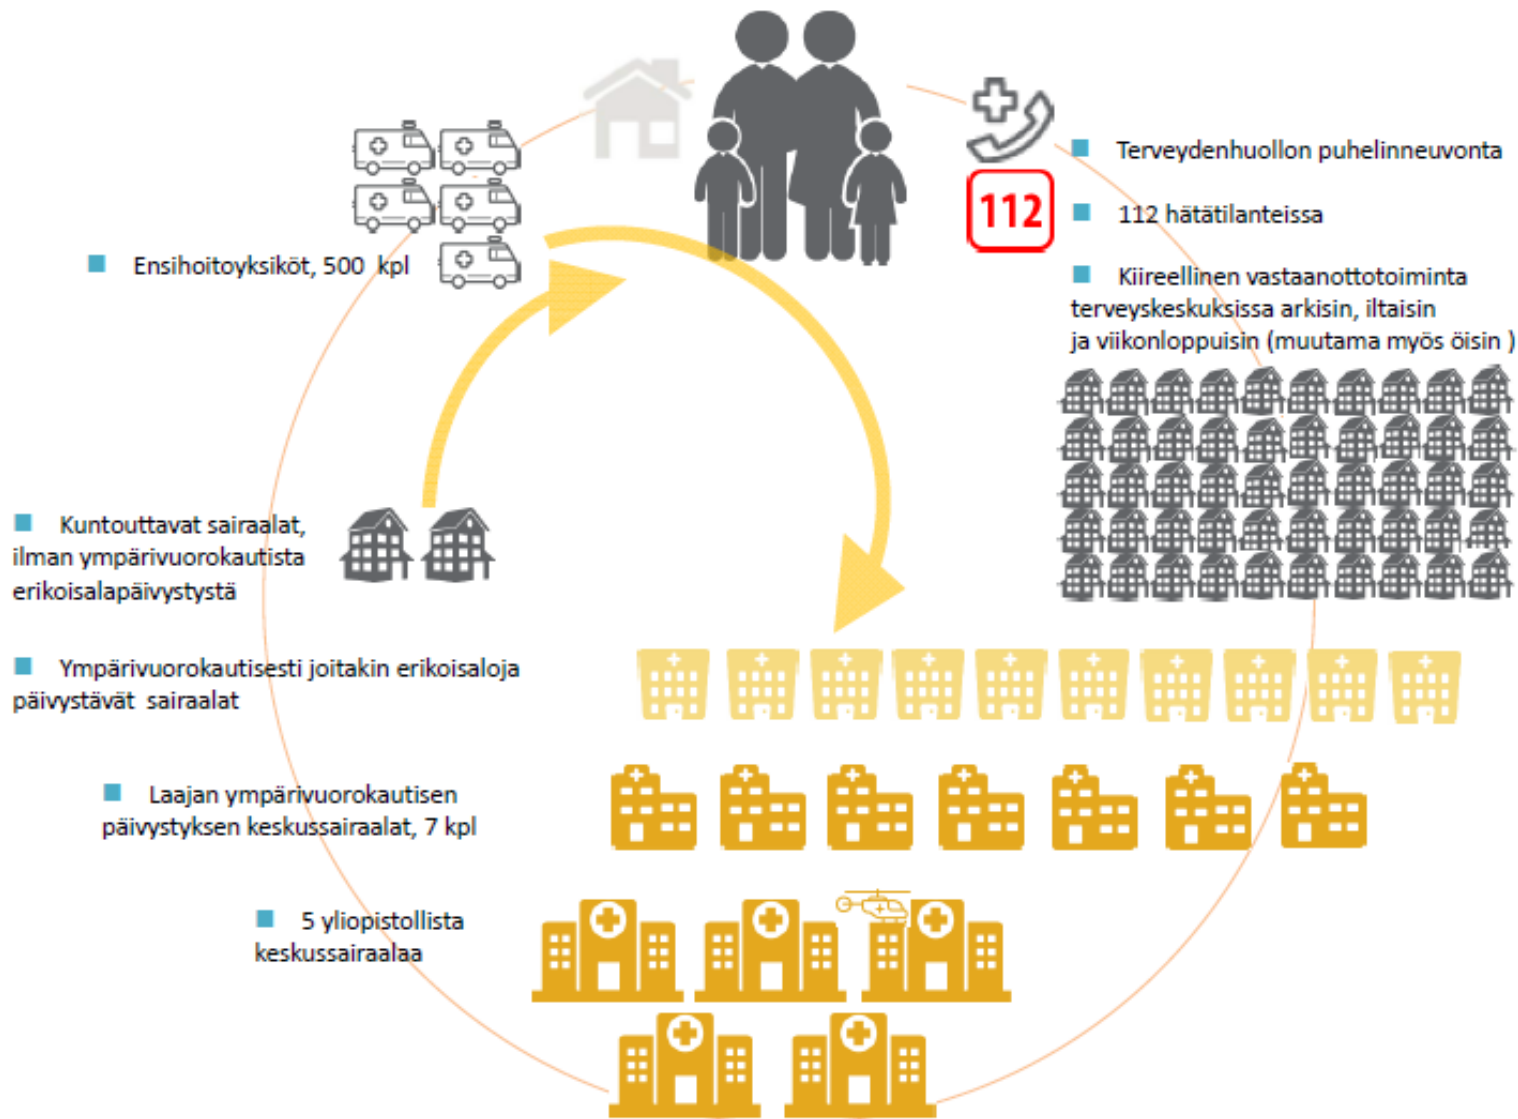 Terveydenhuollon puhelinneuvonta
112
112 hätätilanteissa
Ensihoitoyksiköt, 500 kpl
Kiireellinen vastaanottotoiminta
terveyskeskuksissa arkisin, iltaisin
ja viikonloppuisin (muutama myös öisin )
Kuntouttavat sairaalat,
ilman ympärivuorokautista
erikoisalapäivystystä
Ympärivuorokautisesti joitakin erikoisaloja
päivystävät sairaalat
Laajan ympärivuorokautisen
päivystyksen keskussairaalat, 7 kpl
5 yliopistollista
keskussairaalaa